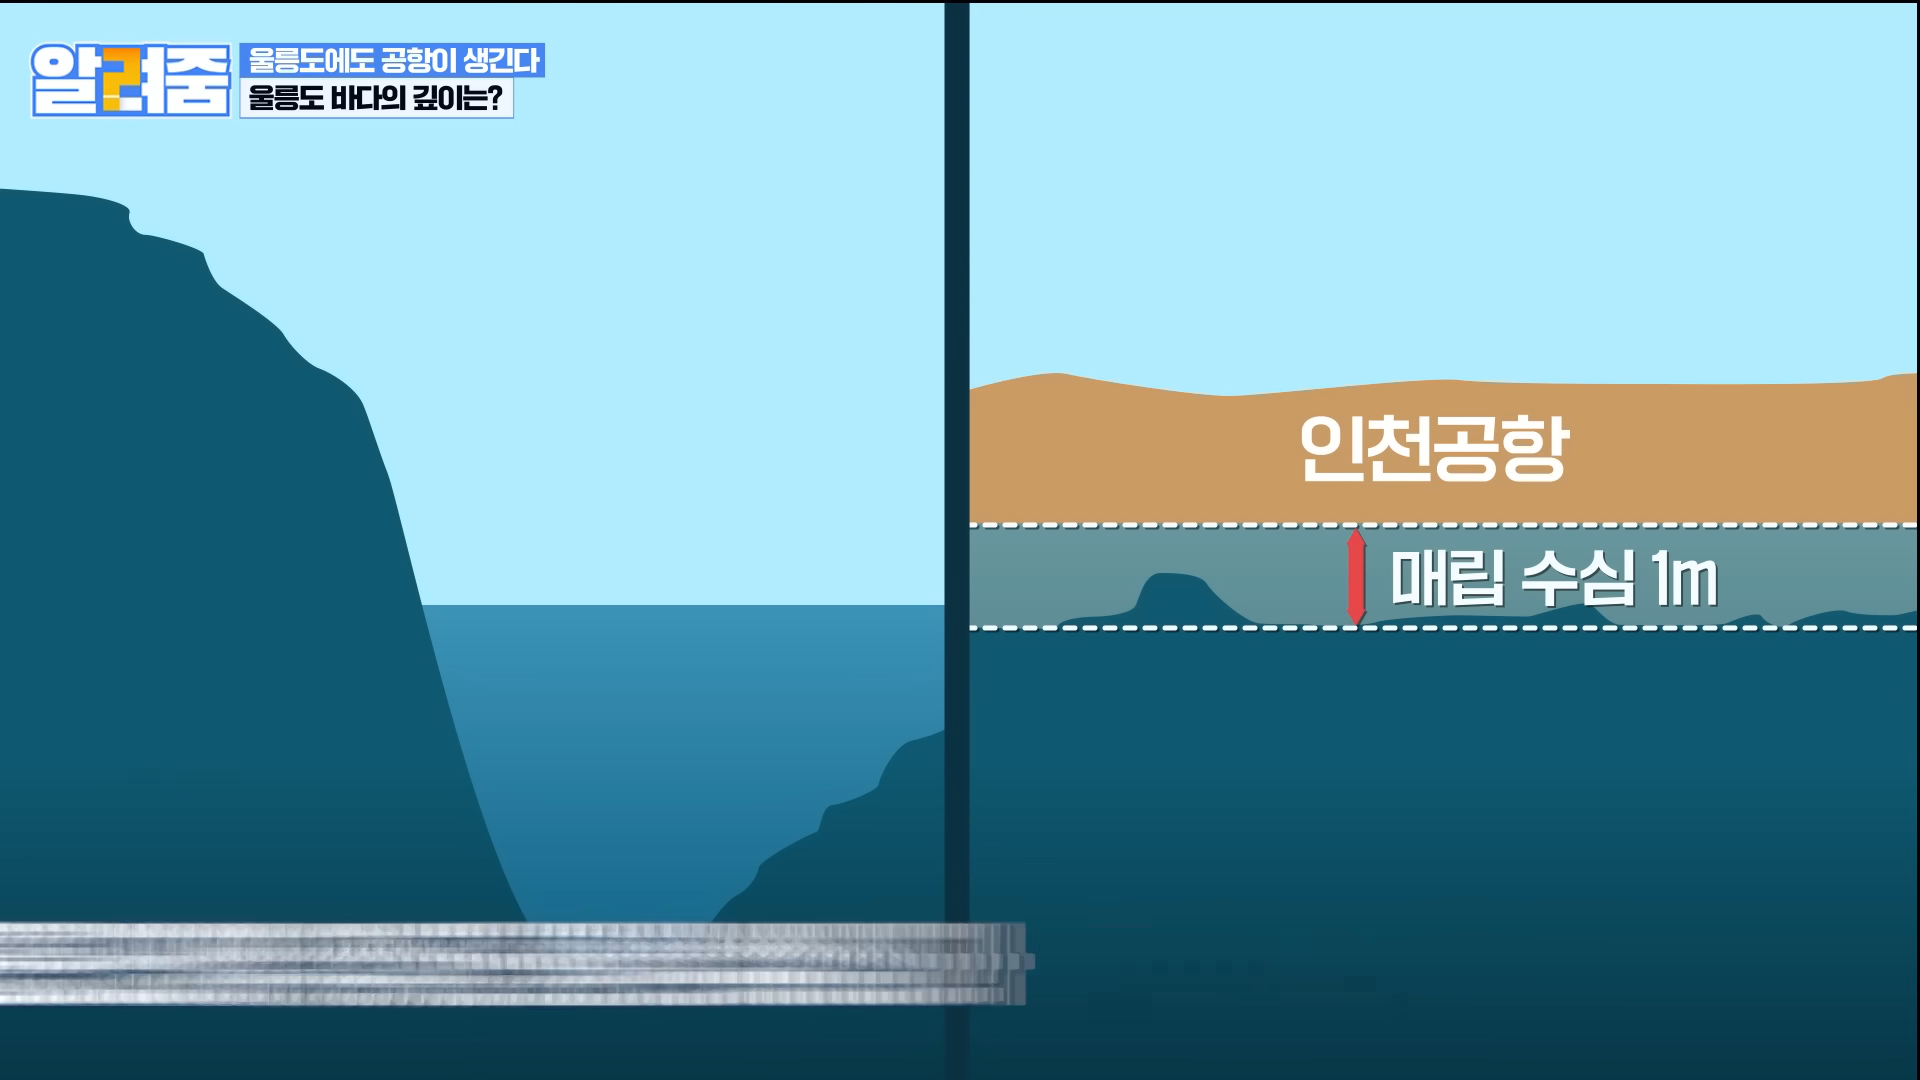 알려줌
울릉도에도 공항이 생긴다
울릉도 바다의 깊이는?
인천공항
매립 수심 1m